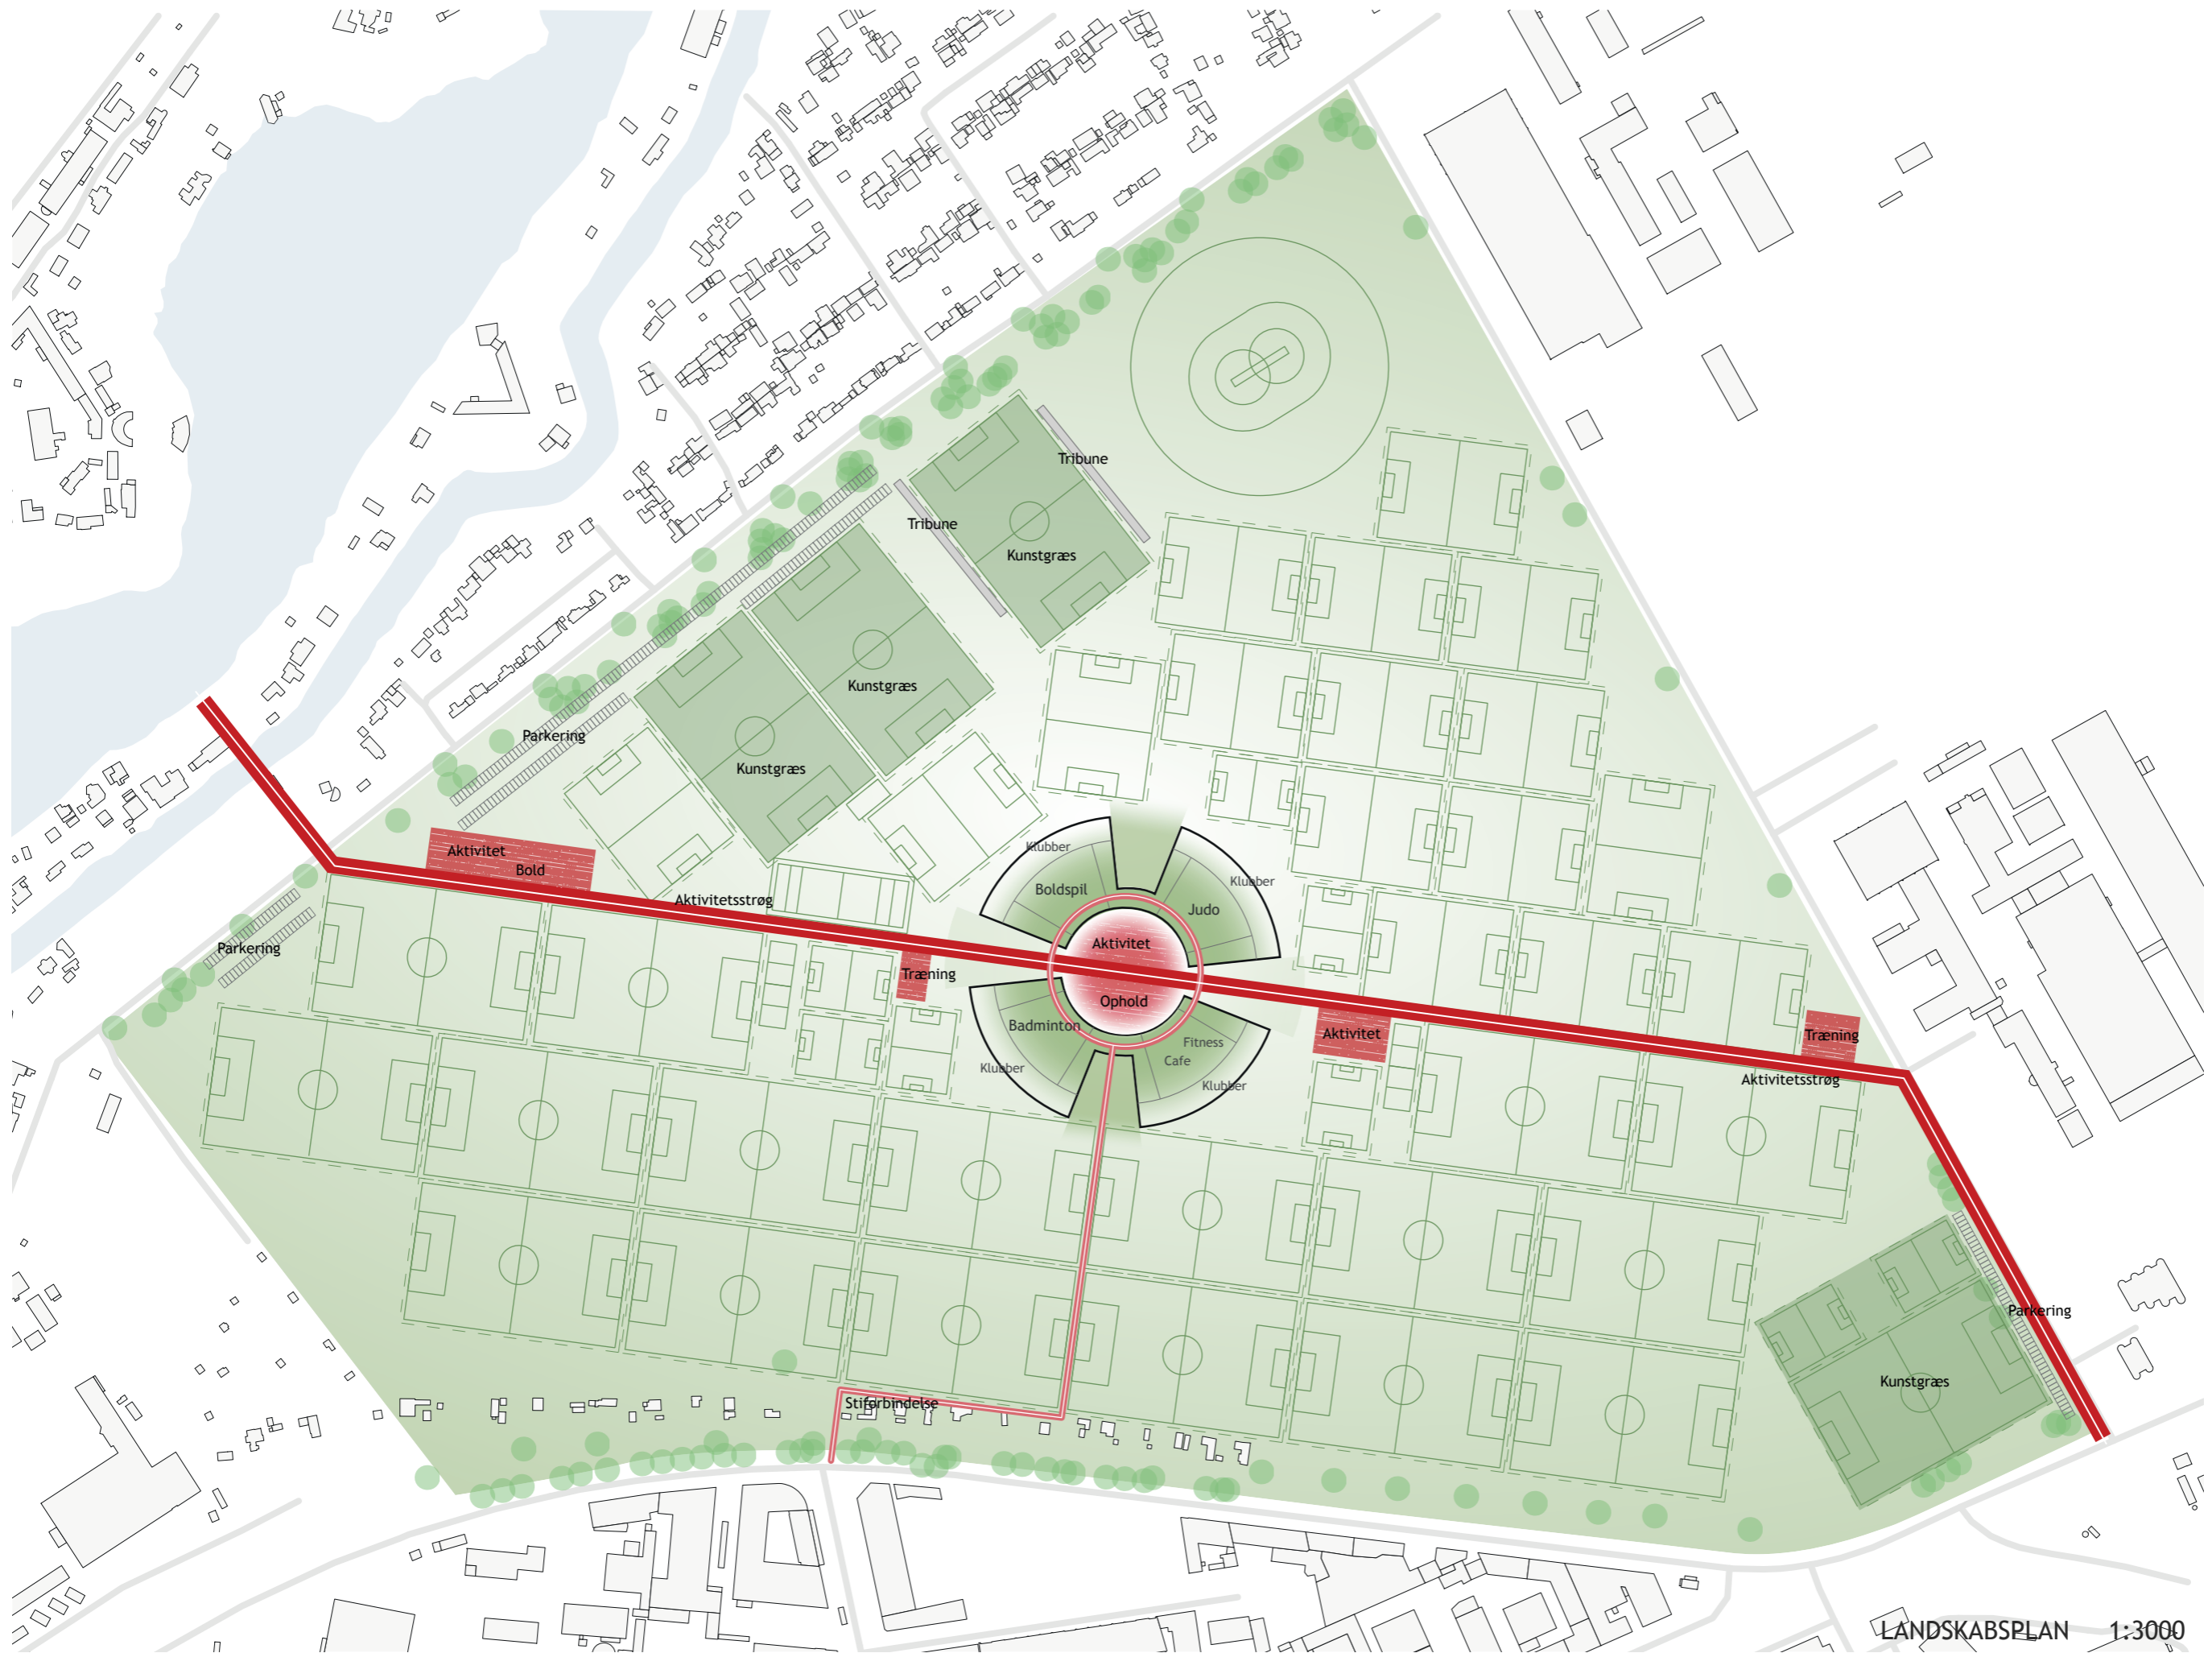 Tribune
Tribune
Kunstgræs
Kunstgræs
Parkering
Kunstgræs
Klubber
Aktivitet
Bold
Klubber
Boldspil
Aktivitetsstrøg
Judo
Aktivitet
Parkering
Træning
Ophold
Badminton
Aktivitet
Træning
Fitness
Cafe
Klubber
Aktivitetsstrøg
Klubber
Parkering
Kunstgræs
Stiforbindelse
LANDSKABSPLAN 1:3000